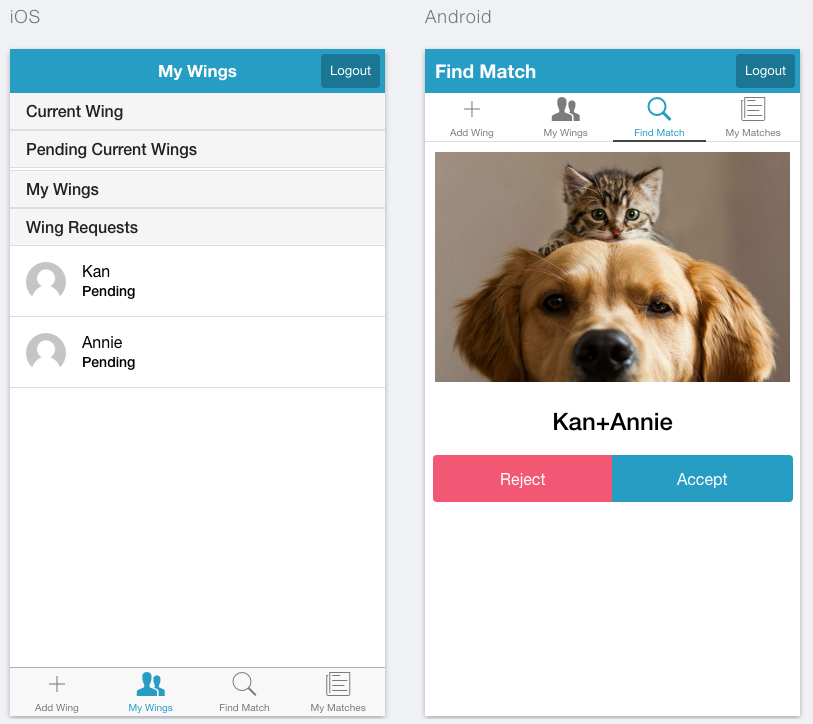 iOS
My Wings
Logout
Current Wing
Pending Current Wings
My Wings
Wing Requests
Kan
Pending
Annie
Pending
Add Wing
My Wings
Find Match
My Matches
Android
Find Match
Logout
Add Wing
My Wings
Find Match
My Matches
Kan+Annie
Reject
Accept